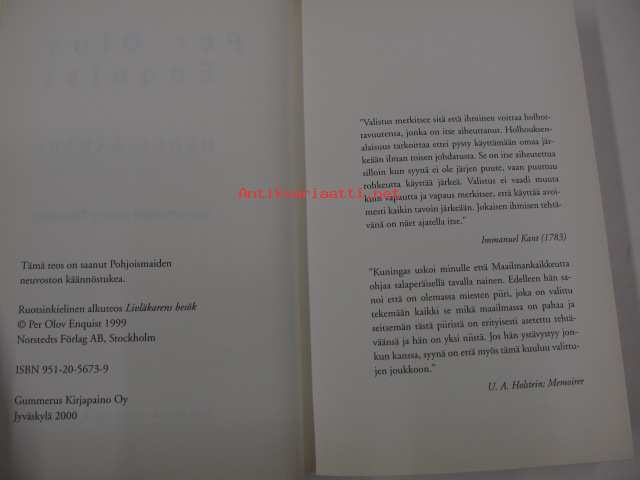 Tämä teos on saanut Pohjoismaiden
neuvoston käännöstukea.
Ruotsinkielinen alkuteos Livläkarens besök
© Per Olov Enquist 1999
Norstedts Förlag AB, Stockholm
ISBN 951-20-5673-9
Gummerus Kirjapaino Oy
Jyväskylä 2000
"Valistus merkitsee sitä että ihminen voittaa holhot-
tavuutensa, jonka on itse aiheuttanut. Holhouksen-
alaisuus tarkoittaa ettei pysty käyttämään omaa jär-
keään ilman toisen johdatusta. Se on itse aiheutettua
silloin kun syynä ei ole järjen puute, vaan puuttuu
rohkeutta käyttää järkeä. Valistus ei vaadi muuta
kuin vapautta ja vapaus merkitsee, että käyttää avoi-
mesti kaikin tavoin järkeään. Jokaisen ihmisen tehtä-
vänä on näet ajatella itse."
Immanuel Kant (1783)
"Kuningas uskoi minulle että Maailmankaikkeutta
ohjaa salaperäisellä tavalla nainen. Edelleen hän sa-
noi että on olemassa miesten piiri, joka on valittu
tekemään kaikki se mikä maailmassa on pahaa ja
seitsemän tästä piiristä on erityisesti asetettu tehtä-
väänsä ja hän on yksi niistä. Jos hän ystävystyy jon-
kun kanssa, syynä on että myös tämä kuuluu valittu-
jen joukkoon."
U. A. Holstein: Memoirer
Antikvariaatti.net